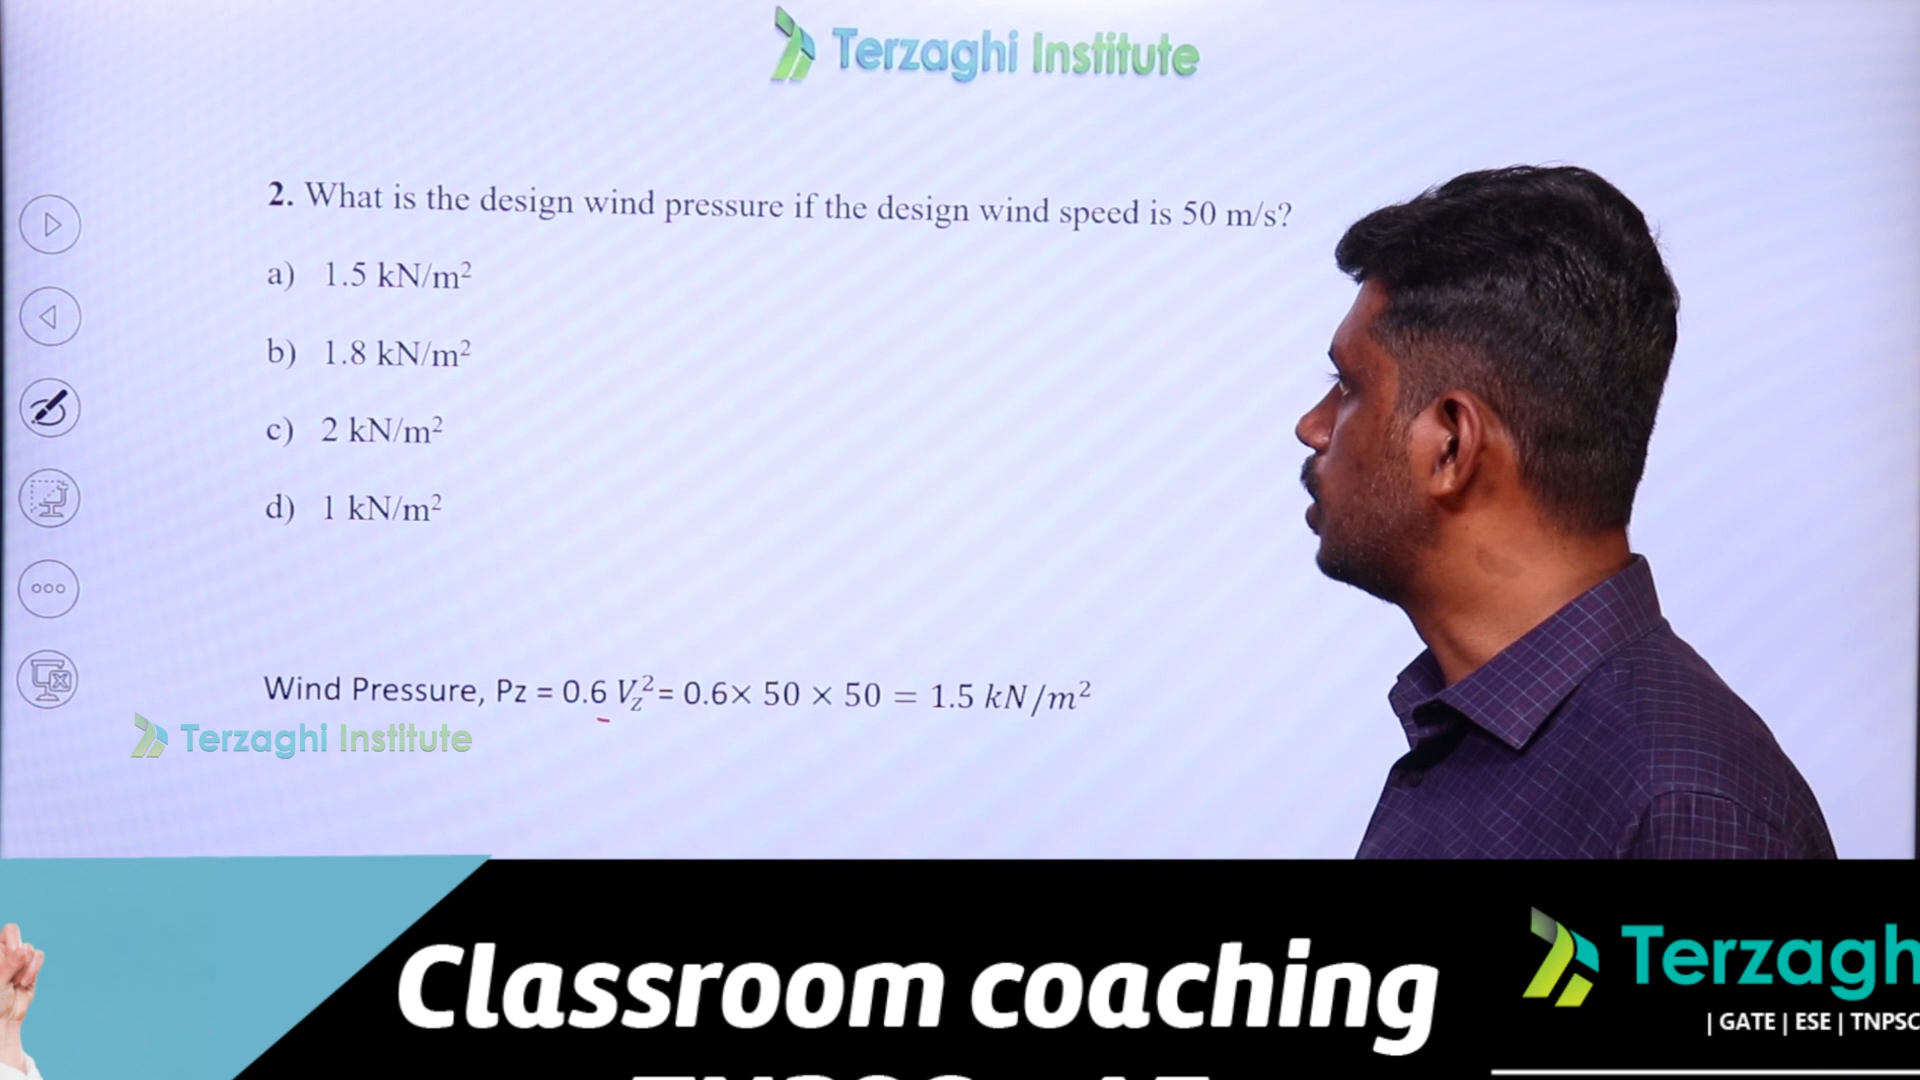 Terzaghi Institute
2. What is the design wind pressure if the design wind speed is 50 m/s?
a) 1.5 kN/m²
b) 1.8 kN/m²
c) 2 kN/m²
d) 1 kN/m²
Wind Pressure, Pz = 0.6 V_z² = 0.6× 50 × 50 = 1.5 kN/m²
Terzaghi Institute
Classroom coaching
Terzagh
| GATE | ESE | TNPSC